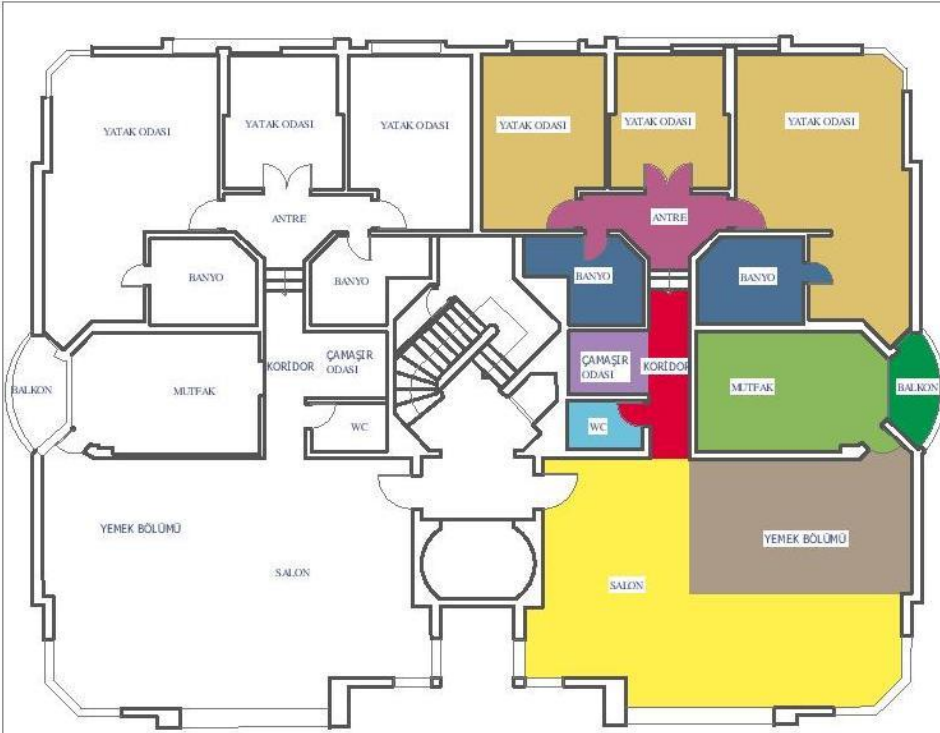 YATAK ODASI
YATAK ODASI
YATAK ODASI
YATAK ODASI
YATAK ODASI
YATAK ODASI
ANTRE
ANTRE
BANYO
BANYO
BANYO
BANYO
KORİDOR
ÇAMAŞIR
ODASI
ÇAMAŞIR
ODASI
KORİDOR
BALKON
MUTFAK
MUTFAK
BALKON
WC
WC
YEMEK BÖLÜMÜ
YEMEK BÖLÜMÜ
SALON
SALON